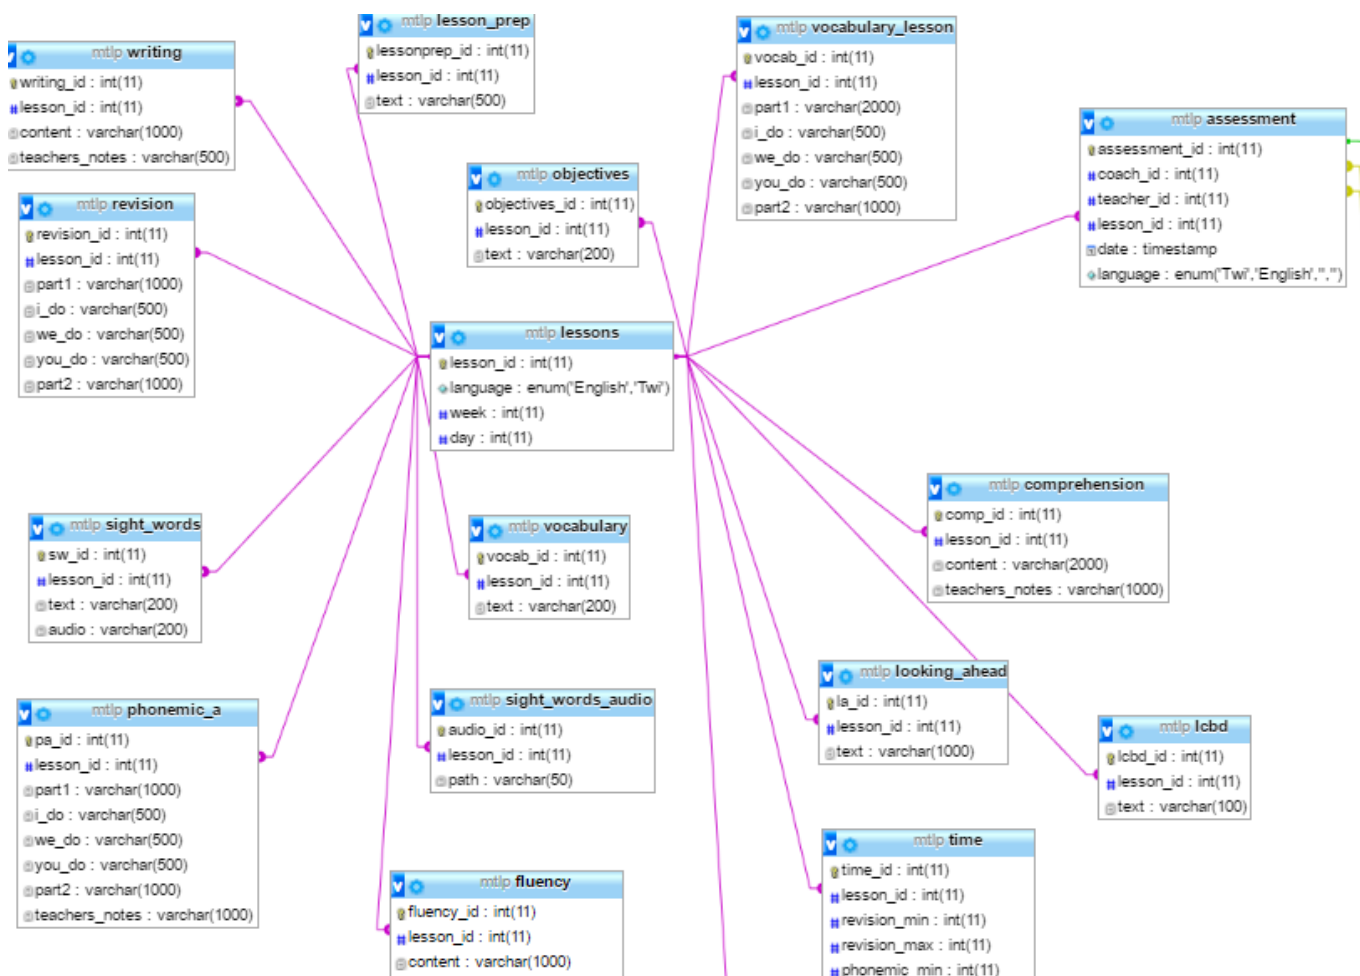 mtlp lesson_prep
lessonprep_id : int(11)
lesson_id : int(11)
text : varchar(500)
mtlp vocabulary_lesson
vocab_id : int(11)
lesson_id : int(11)
part1 : varchar(2000)
i_do : varchar(500)
we_do : varchar(500)
you_do : varchar(500)
part2 : varchar(1000)
mtlp writing
writing_id : int(11)
lesson_id : int(11)
content : varchar(1000)
teachers_notes : varchar(500)
mtlp assessment
assessment_id : int(11)
coach_id : int(11)
teacher_id : int(11)
lesson_id : int(11)
date : timestamp
language : enum('Twi','English','','')
mtlp objectives
objectives_id : int(11)
lesson_id : int(11)
text : varchar(200)
mtlp revision
revision_id : int(11)
lesson_id : int(11)
part1 : varchar(1000)
i_do : varchar(500)
we_do : varchar(500)
you_do : varchar(500)
part2 : varchar(1000)
mtlp lessons
lesson_id : int(11)
language : enum('English','Twi')
week : int(11)
day : int(11)
mtlp comprehension
comp_id : int(11)
lesson_id : int(11)
content : varchar(2000)
teachers_notes : varchar(1000)
mtlp sight_words
sw_id : int(11)
lesson_id : int(11)
text : varchar(200)
audio : varchar(200)
mtlp vocabulary
vocab_id : int(11)
lesson_id : int(11)
text : varchar(200)
mtlp looking_ahead
la_id : int(11)
lesson_id : int(11)
text : varchar(1000)
mtlp sight_words_audio
audio_id : int(11)
lesson_id : int(11)
path : varchar(50)
mtlp phonemic_a
pa_id : int(11)
lesson_id : int(11)
part1 : varchar(1000)
i_do : varchar(500)
we_do : varchar(500)
you_do : varchar(500)
part2 : varchar(1000)
teachers_notes : varchar(1000)
mtlp lcbd
lcbd_id : int(11)
lesson_id : int(11)
text : varchar(100)
mtlp time
time_id : int(11)
lesson_id : int(11)
revision_min : int(11)
revision_max : int(11)
phonemic_min : int(11)
mtlp fluency
fluency_id : int(11)
lesson_id : int(11)
content : varchar(1000)